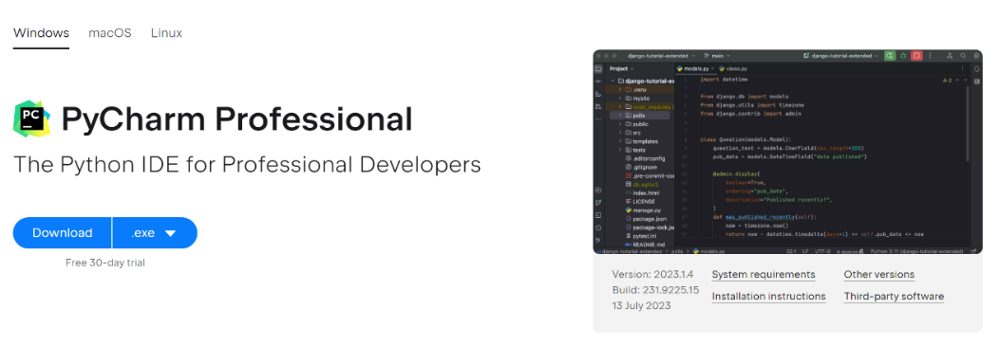 Windows macOS Linux
PC
PyCharm Professional
The Python IDE for Professional Developers
Download .exe
Free 30-day trial
django-tutorial-extended main django-tutorial-extended
Project
models.py views.py
django-tutorial-ex
.venv
mysite
node_modules
polls
public
src
templates
tests
.editorconfig
.gitignore
.pre-commit-co
db.sqlite3
index.html
LICENSE
manage.py
package.json
package-lock.js
pytest.ini
README.md
import datetime
from django.db import models
from django.utils import timezone
from django.contrib import admin
class Question(models.Model):
question_text = models.CharField(max_length=200)
pub_date = models.DateTimeField("date published")
@admin.display(
boolean=True,
ordering="pub_date",
description="Published recently?",
)
def was_published_recently(self):
now = timezone.now()
return now - datetime.timedelta(days=1) <= self.pub_date <= now
django-tutorial-extended > polls > models.py LF UTF-8 4 spaces Python 3.11 (django-tutorial-extended)
Version: 2023.1.4
Build: 231.9225.15
13 July 2023
System requirements
Installation instructions
Other versions
Third-party software